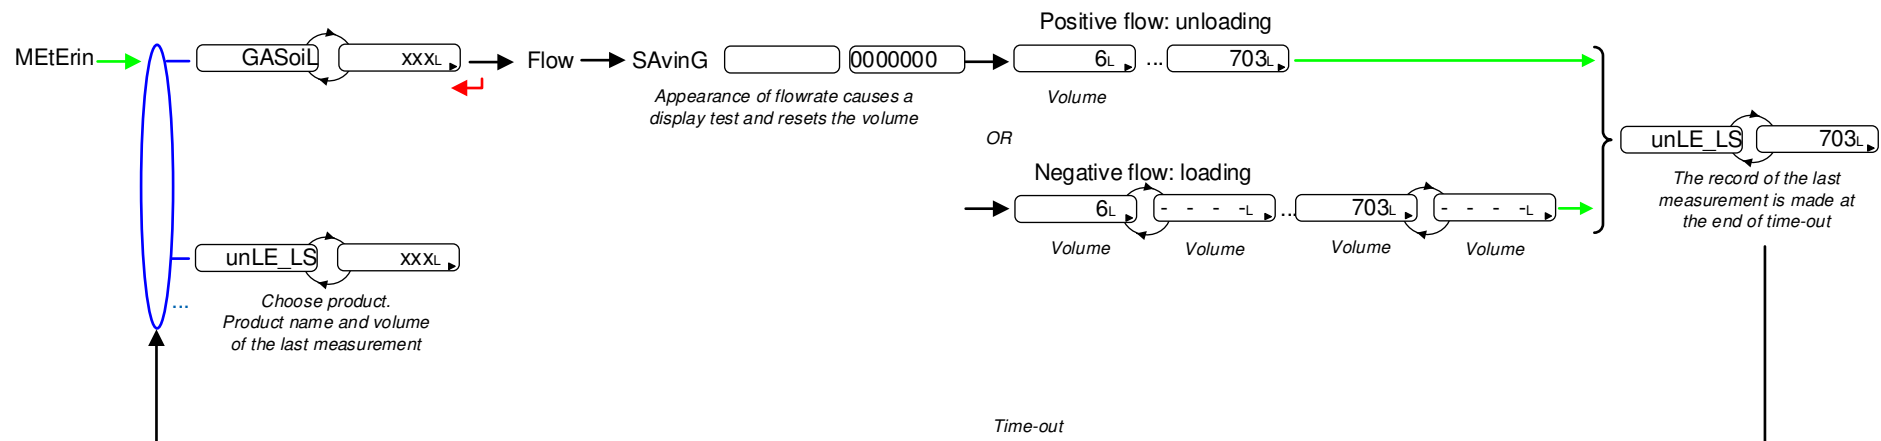 Positive flow: unloading
MEtErin
GASoiL
xxxL
Flow
SAvinG
0000000
6L
...
703L
Appearance of flowrate causes a
display test and resets the volume
Volume
OR
unLE_LS
703L
Negative flow: loading
6L
- - - -L
...
703L
- - - -L
The record of the last
measurement is made at
the end of time-out
Volume
Volume
Volume
Volume
unLE_LS
xxxL
...
Choose product.
Product name and volume
of the last measurement
Time-out